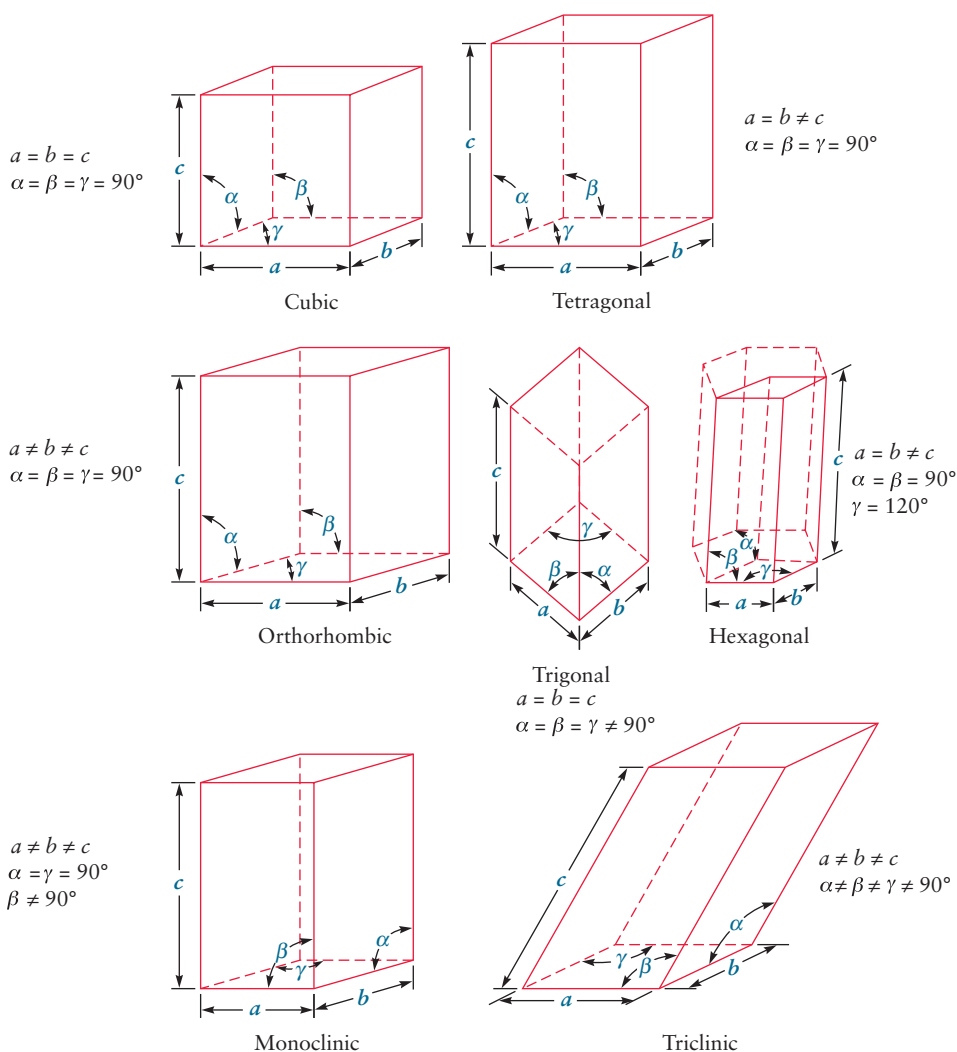 a = b = c
α = β = γ = 90°
c
α
β
γ
a
b
Cubic
c
α
β
γ
a
b
Tetragonal
a = b ≠ c
α = β = γ = 90°
a ≠ b ≠ c
α = β = γ = 90°
c
α
β
γ
a
b
Orthorhombic
c
γ
β
α
a
b
Trigonal
a = b = c
α = β = γ ≠ 90°
c
α
β
γ
a
b
Hexagonal
a = b ≠ c
α = β = 90°
γ = 120°
a ≠ b ≠ c
α = γ = 90°
β ≠ 90°
c
β
α
γ
a
b
Monoclinic
c
α
γ
β
b
a
Triclinic
a ≠ b ≠ c
α ≠ β ≠ γ ≠ 90°